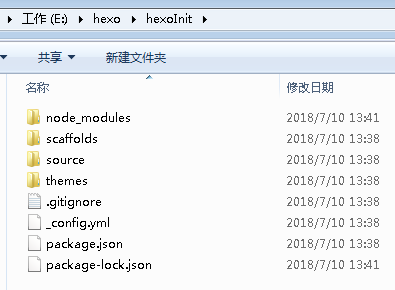 工作 (E:) hexo hexoInit
共享 新建文件夹
名称 修改日期
node_modules 2018/7/10 13:41
scaffolds 2018/7/10 13:38
source 2018/7/10 13:38
themes 2018/7/10 13:38
.gitignore 2018/7/10 13:38
_config.yml 2018/7/10 13:38
package.json 2018/7/10 13:38
package-lock.json 2018/7/10 13:41